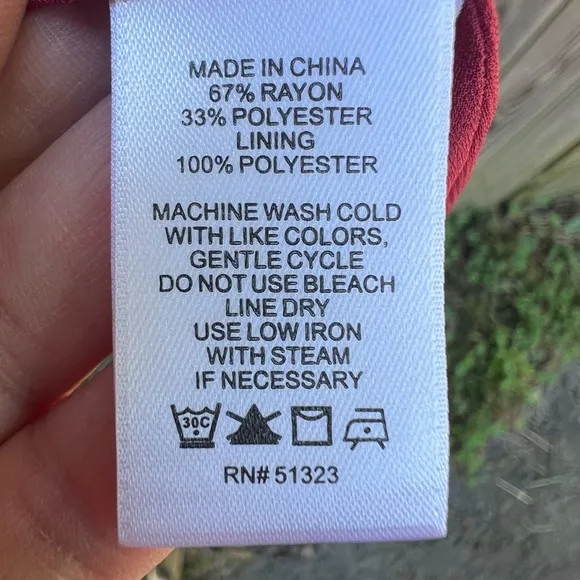 MADE IN CHINA
67% RAYON
33% POLYESTER
LINING
100% POLYESTER
MACHINE WASH COLD
WITH LIKE COLORS,
GENTLE CYCLE
DO NOT USE BLEACH
LINE DRY
USE LOW IRON
WITH STEAM
IF NECESSARY
30C
RN# 51323